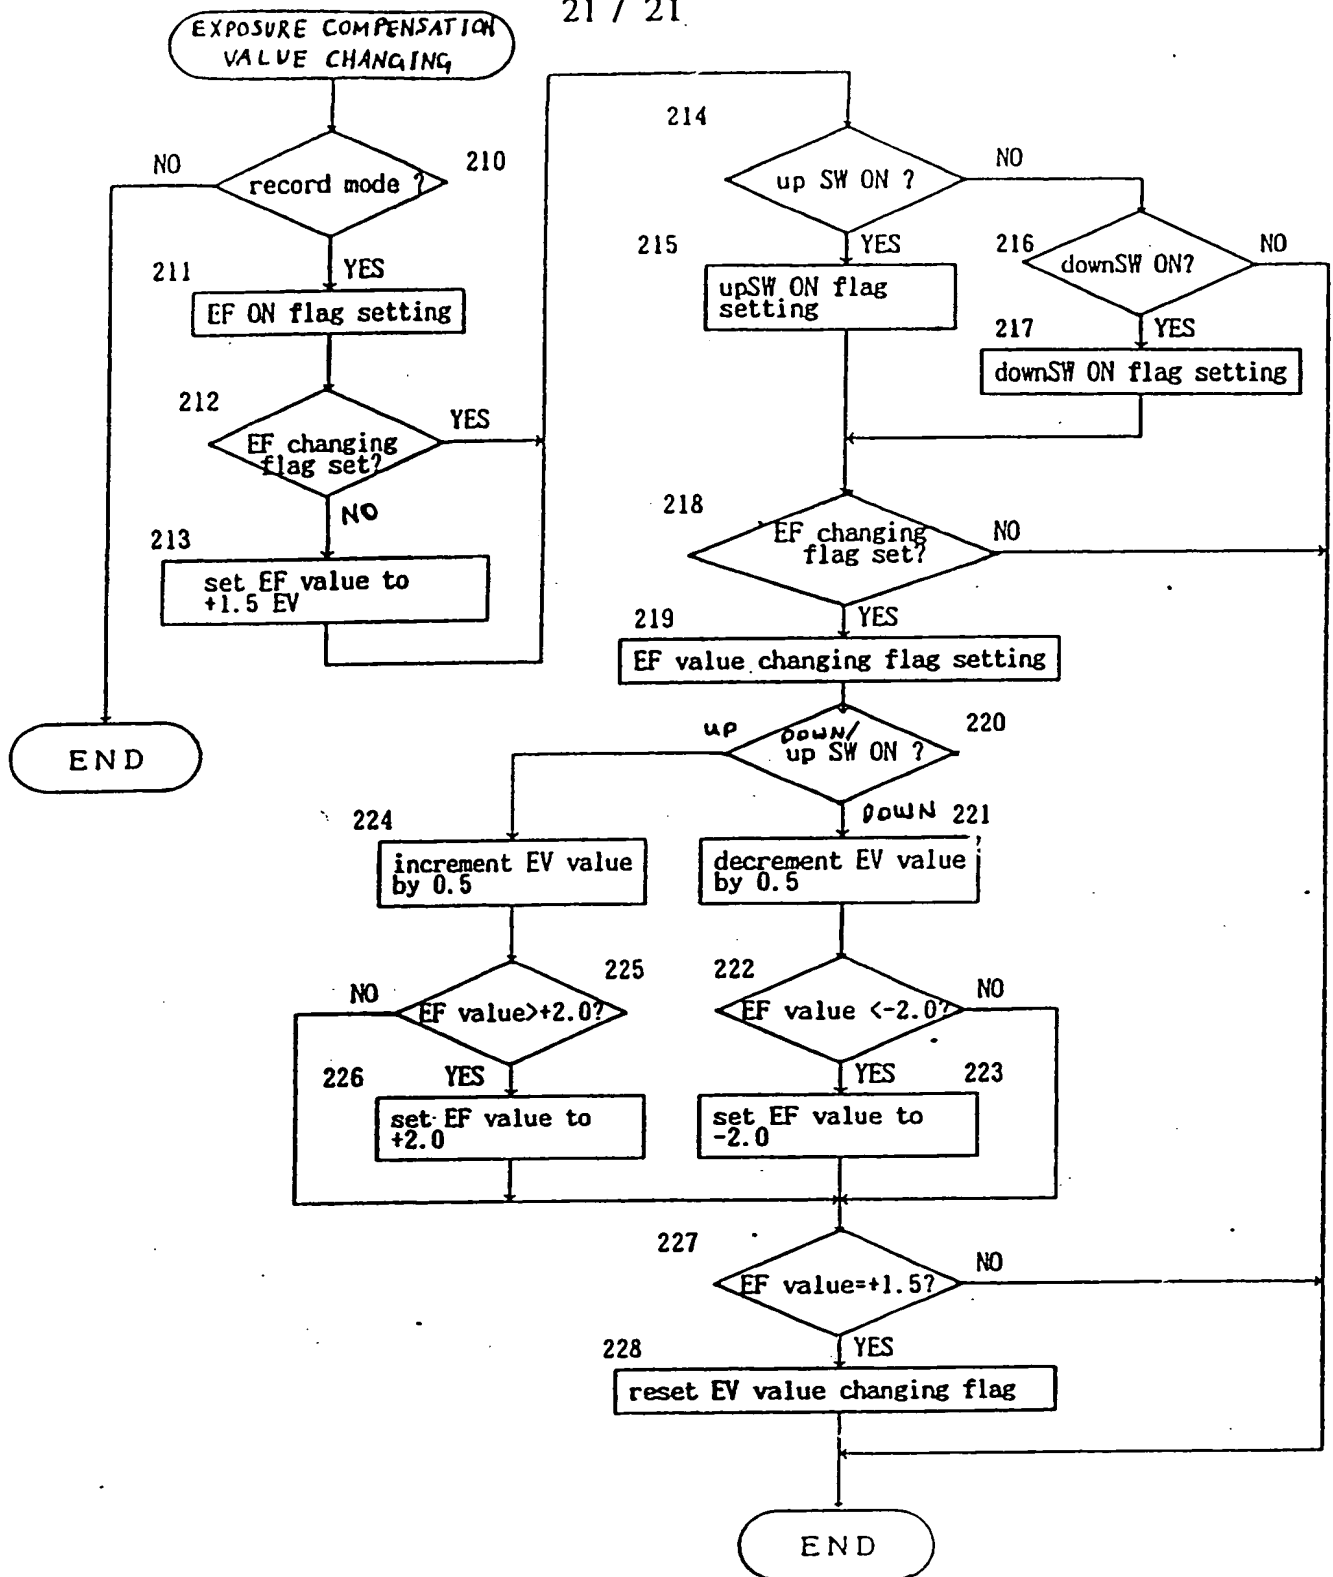 21 / 21
EXPOSURE COMPENSATION
VALUE CHANGING
210
record mode ?
NO
YES
211
EF ON flag setting
212
EF changing
flag set?
YES
NO
213
set EF value to
+1.5 EV
END
214
up SW ON ?
NO
YES
215
upSW ON flag
setting
216
downSW ON?
NO
YES
217
downSW ON flag setting
218
EF changing
flag set?
NO
YES
219
EF value changing flag setting
220
DOWN/
up SW ON ?
up
DOWN
224
increment EV value
by 0.5
221
decrement EV value
by 0.5
225
EF value>+2.0?
NO
YES
226
set EF value to
+2.0
222
EF value <-2.0?
NO
YES
223
set EF value to
-2.0
227
EF value=+1.5?
NO
YES
228
reset EV value changing flag
END